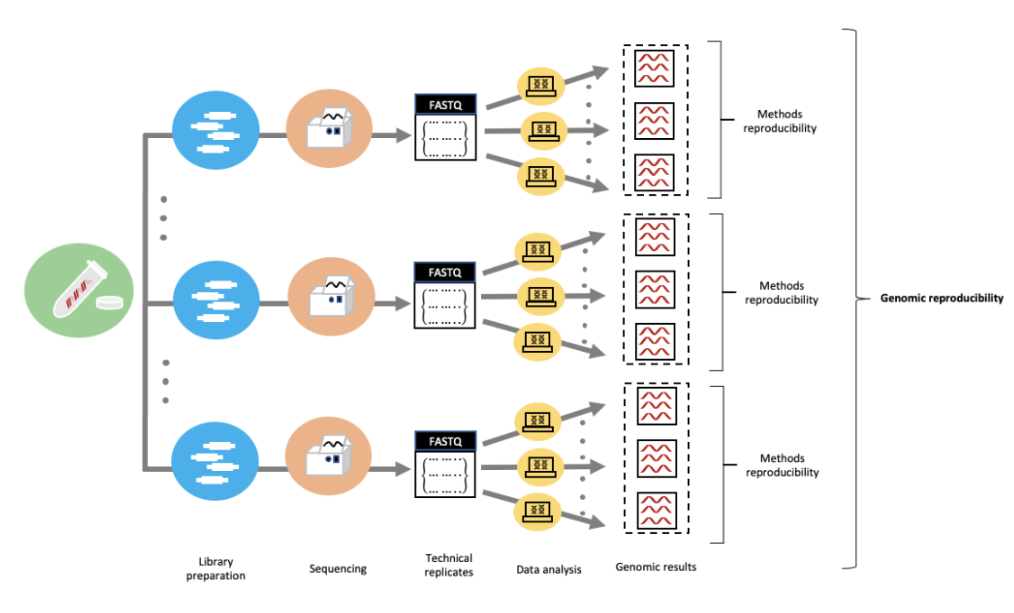 FASTQ
Methods
reproducibility
FASTQ
Methods
reproducibility
Genomic reproducibility
FASTQ
Methods
reproducibility
Library
preparation
Sequencing
Technical
replicates
Data analysis
Genomic results